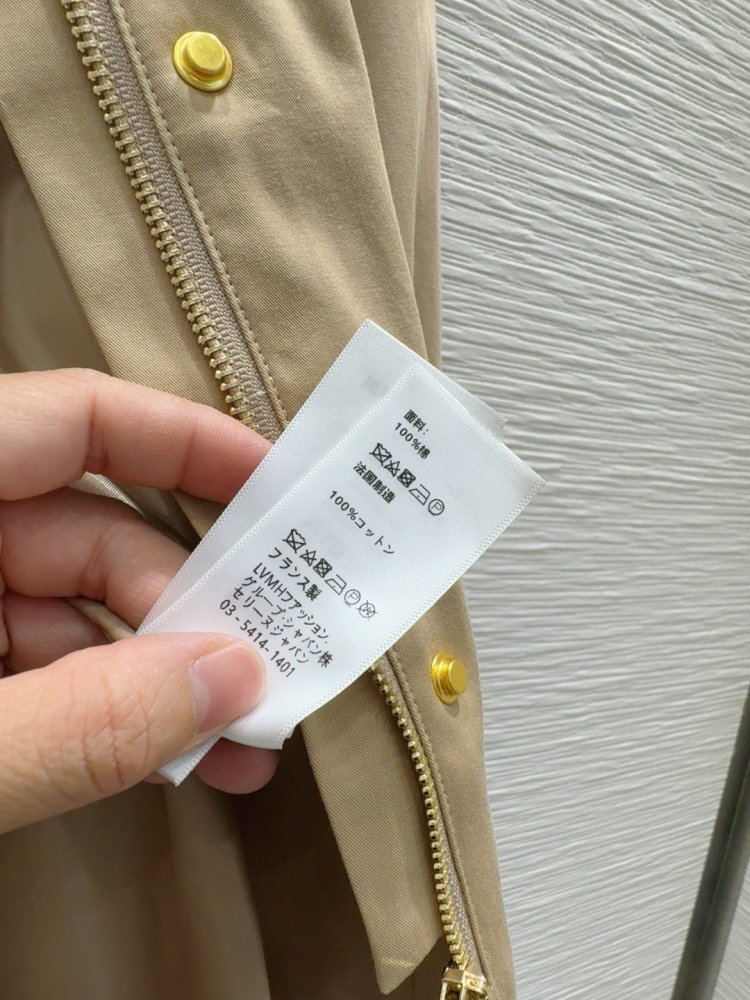 面料:
100%棉
P
法国制造
100%コットン
P W
フランス製
LVMHファッション.
グループ・ジャパン株
セリーヌジャパン
03 - 5414- 1401